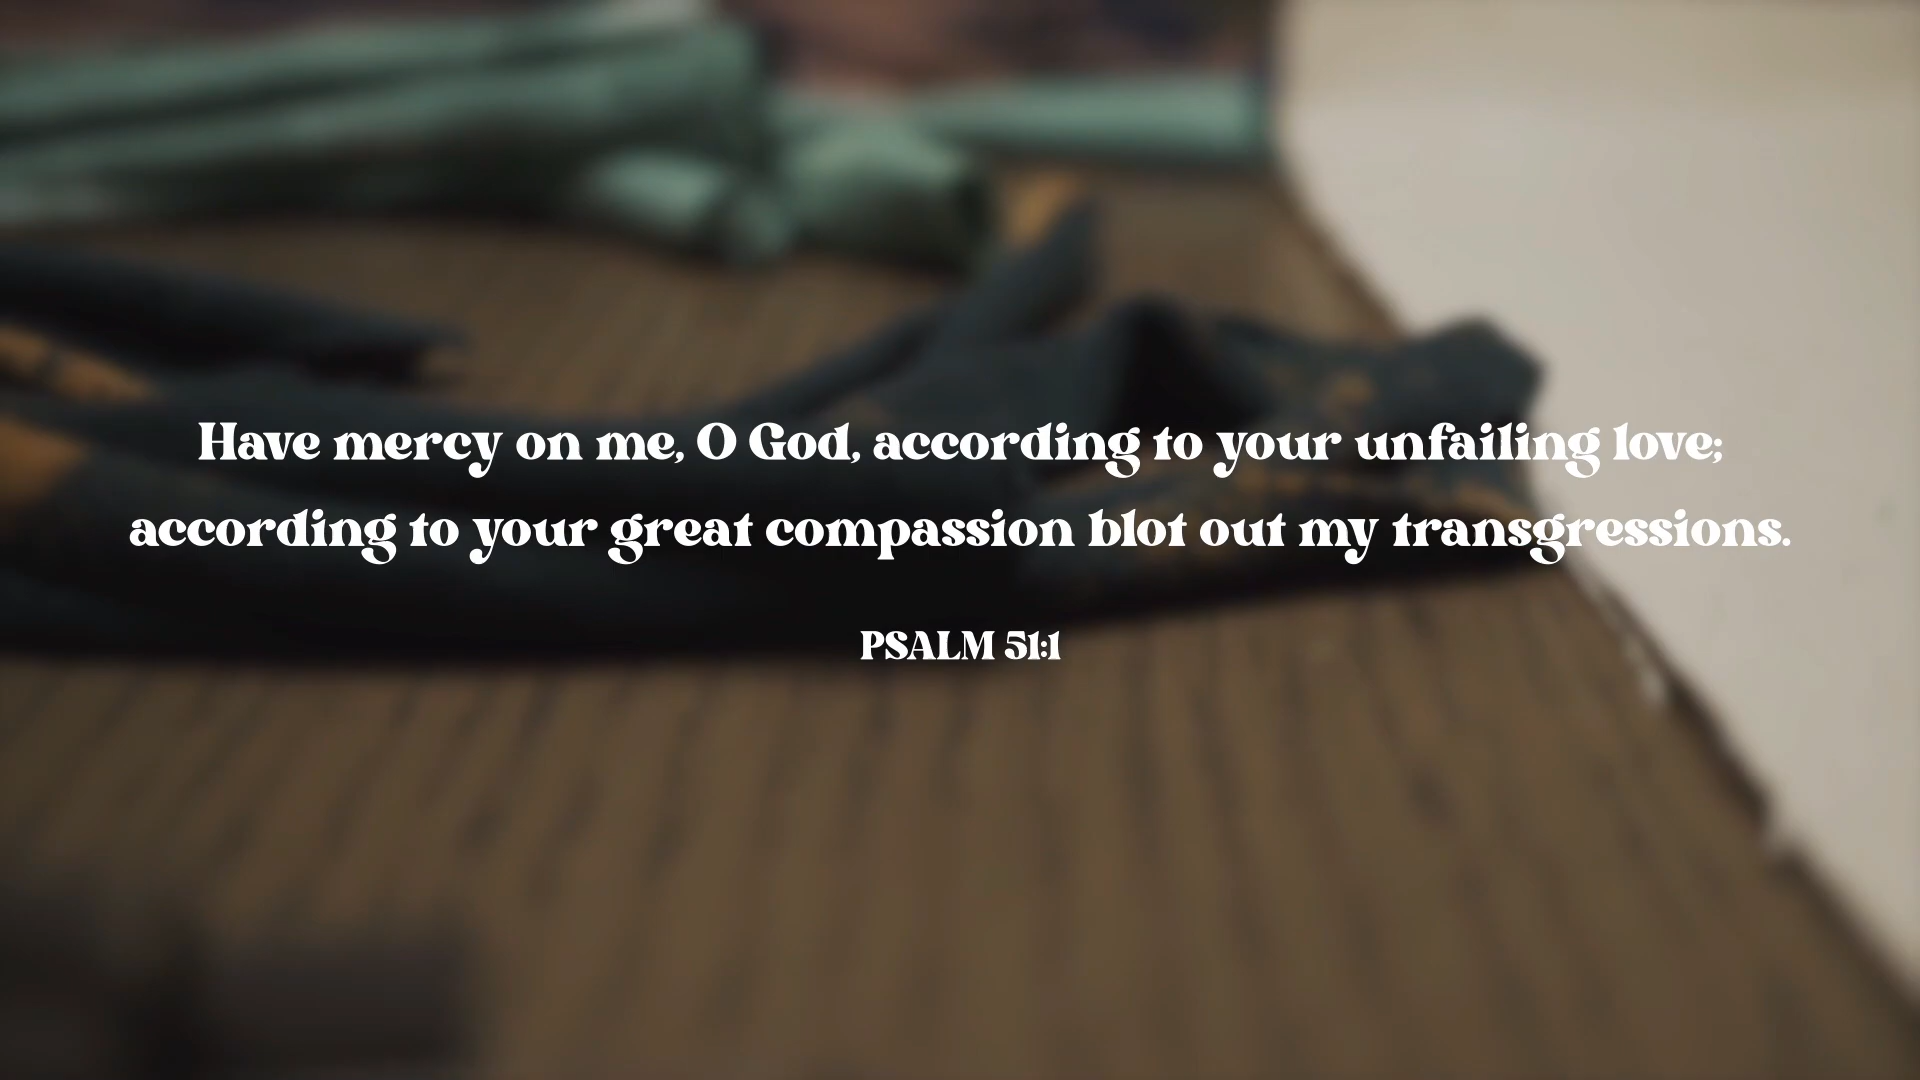 Have mercy on me, O God, according to your unfailing love;
according to your great compassion blot out my transgressions.
PSALM 51:1